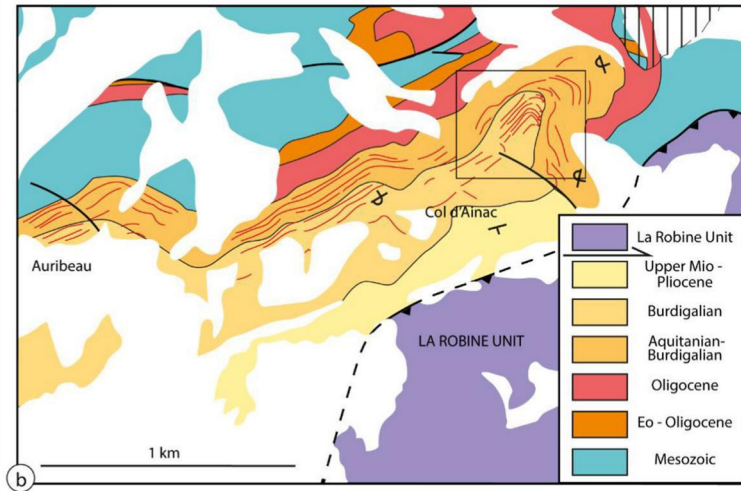 Col d'Ainac
Auribeau
LA ROBINE UNIT
1 km
b
La Robine Unit
Upper Mio -
Pliocene
Burdigalian
Aquitanian-
Burdigalian
Oligocene
Eo - Oligocene
Mesozoic